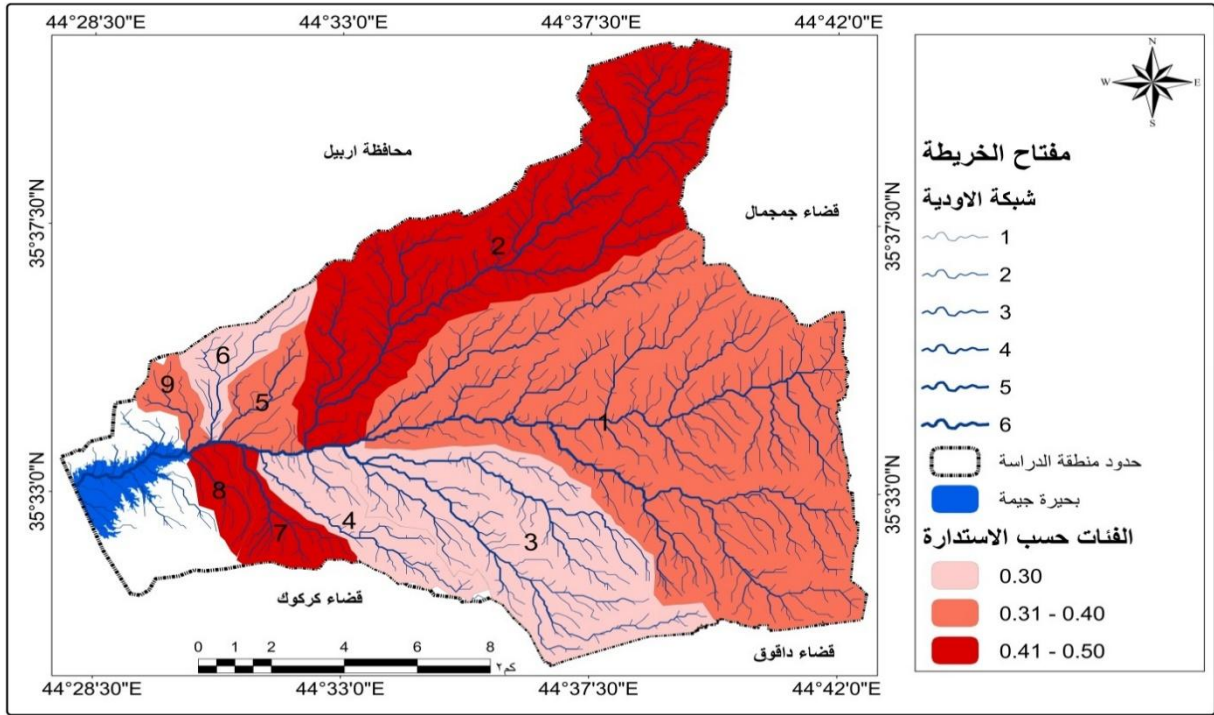 44°28'30"E
44°33'0"E
44°37'30"E
44°42'0"E
35°37'30"N
35°37'30"N
35°33'0"N
35°33'0"N
محافظة اربيل
قضاء جمجمال
2
6
5
9
1
8
7
4
3
قضاء كركوك
قضاء داقوق
0 1 2 4 6 8
كم٢
44°28'30"E
44°33'0"E
44°37'30"E
44°42'0"E
N
W E
S
مفتاح الخريطة
شبكة الاودية
1
2
3
4
5
6
حدود منطقة الدراسة
بحيرة جيمة
الفئات حسب الاستدارة
0.30
0.31 - 0.40
0.41 - 0.50